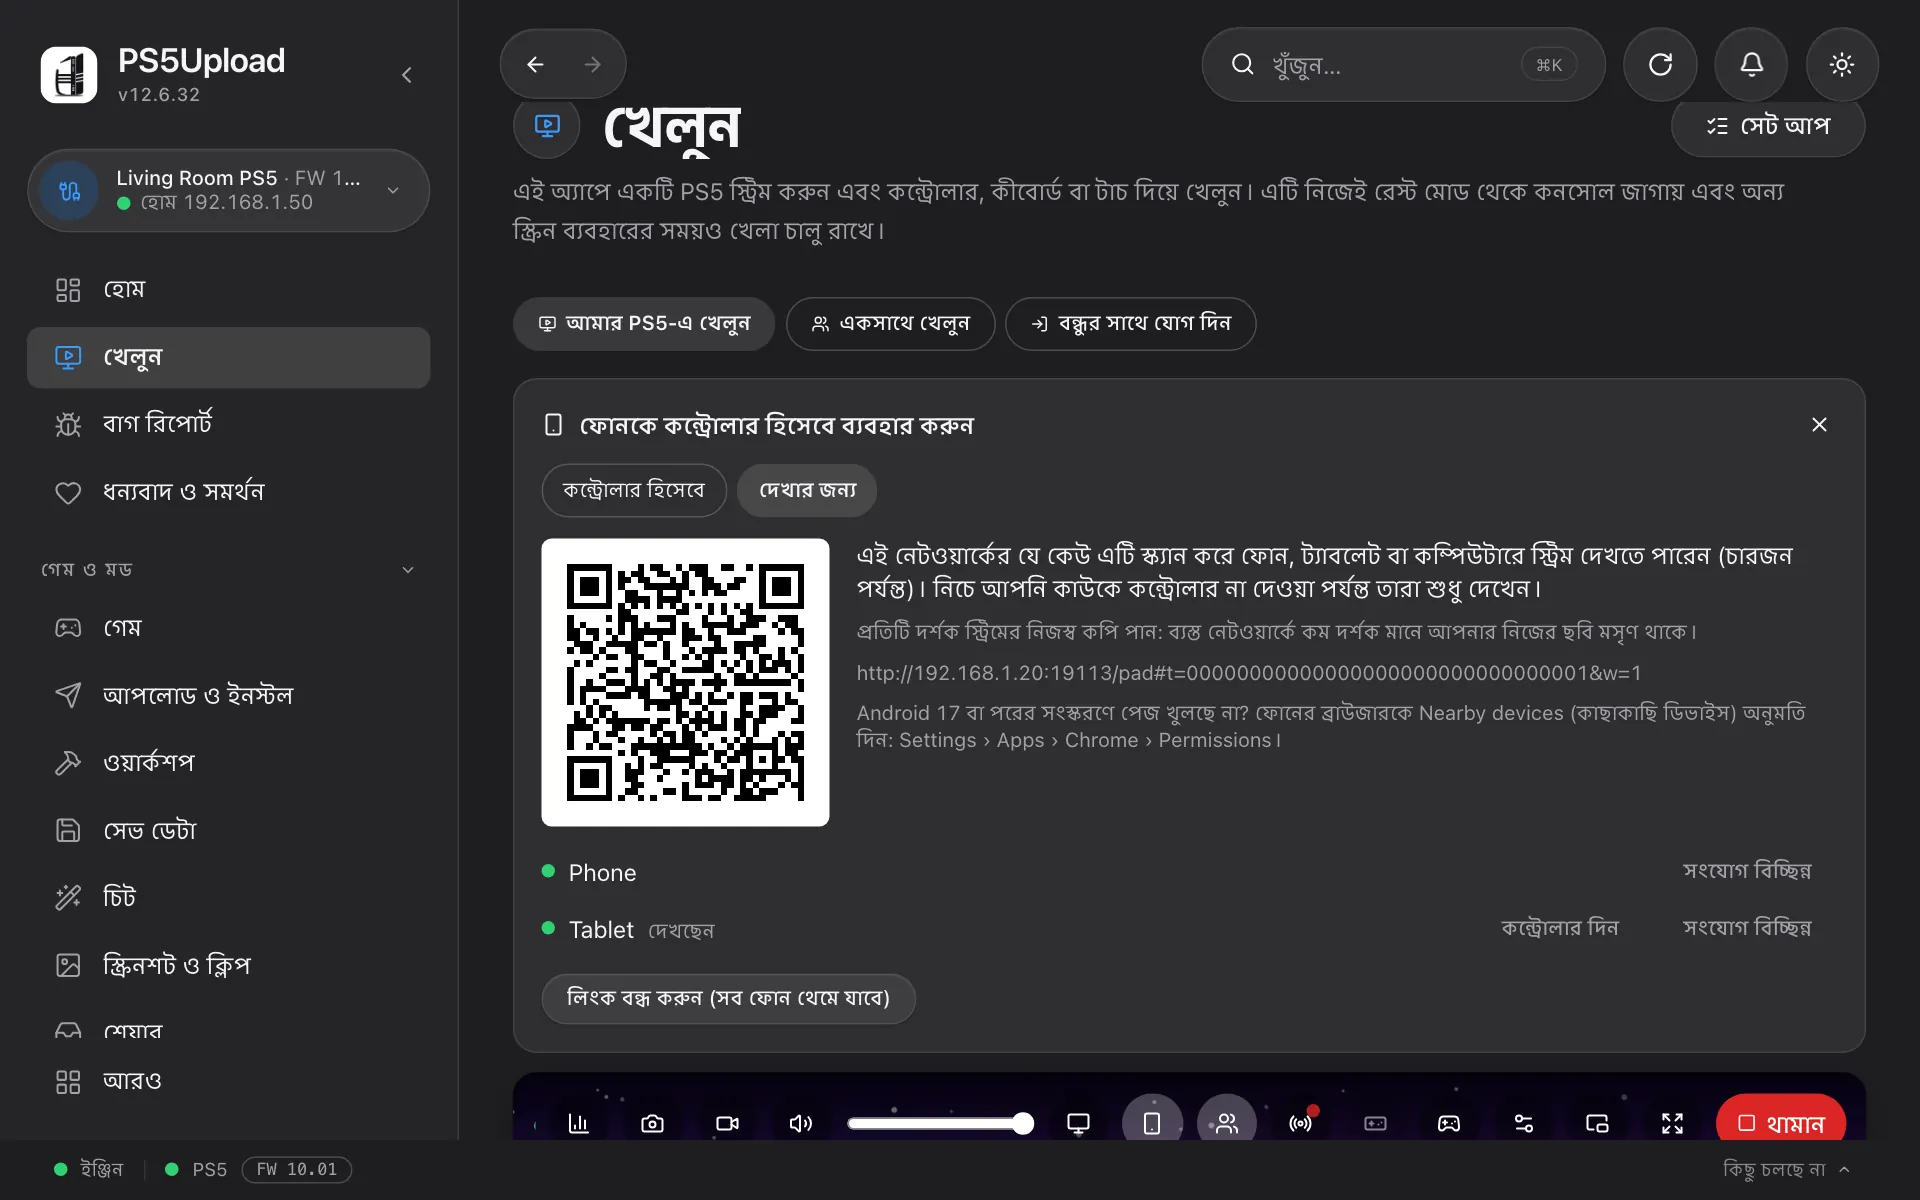 PS5Upload
v12.6.32
Living Room PS5 · FW 1...
হোম 192.168.1.50
হোম
খেলুন
বাগ রিপোর্ট
ধন্যবাদ ও সমর্থন
গেম ও মড
গেম
আপলোড ও ইনস্টল
ওয়ার্কশপ
সেভ ডেটা
চিট
স্ক্রিনশট ও ক্লিপ
শেয়ার
আরও
খুঁজুন...
⌘K
খেলুন
সেট আপ
এই অ্যাপে একটি PS5 স্ট্রিম করুন এবং কন্ট্রোলার, কীবোর্ড বা টাচ দিয়ে খেলুন। এটি নিজেই রেস্ট মোড থেকে কনসোল জাগায় এবং অন্য
স্ক্রিন ব্যবহারের সময়ও খেলা চালু রাখে।
আমার PS5-এ খেলুন
একসাথে খেলুন
বন্ধুর সাথে যোগ দিন
ফোনকে কন্ট্রোলার হিসেবে ব্যবহার করুন
কন্ট্রোলার হিসেবে
দেখার জন্য
এই নেটওয়ার্কের যে কেউ এটি স্ক্যান করে ফোন, ট্যাবলেট বা কম্পিউটারে স্ট্রিম দেখতে পারেন (চারজন
পর্যন্ত)। নিচে আপনি কাউকে কন্ট্রোলার না দেওয়া পর্যন্ত তারা শুধু দেখেন।
প্রতিটি দর্শক স্ট্রিমের নিজস্ব কপি পান: ব্যস্ত নেটওয়ার্কে কম দর্শক মানে আপনার নিজের ছবি মসৃণ থাকে।
http://192.168.1.20:19113/pad#t=00000000000000000000000000000001&w=1
Android 17 বা পরের সংস্করণে পেজ খুলছে না? ফোনের ব্রাউজারকে Nearby devices (কাছাকাছি ডিভাইস) অনুমতি
দিন: Settings › Apps › Chrome › Permissions।
Phone
সংযোগ বিচ্ছিন্ন
Tablet দেখছেন
কন্ট্রোলার দিন
সংযোগ বিচ্ছিন্ন
লিংক বন্ধ করুন (সব ফোন থেমে যাবে)
থামান
ইঞ্জিন
PS5
FW 10.01
কিছু চলছে না